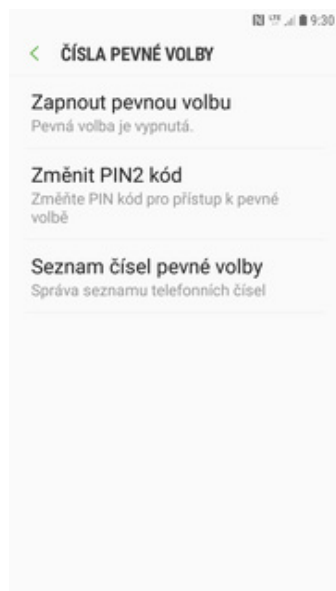 LTE 9:30
ČÍSLA PEVNÉ VOLBY
Zapnout pevnou volbu
Pevná volba je vypnutá.
Změnit PIN2 kód
Změňte PIN kód pro přístup k pevné
volbě
Seznam čísel pevné volby
Správa seznamu telefonních čísel